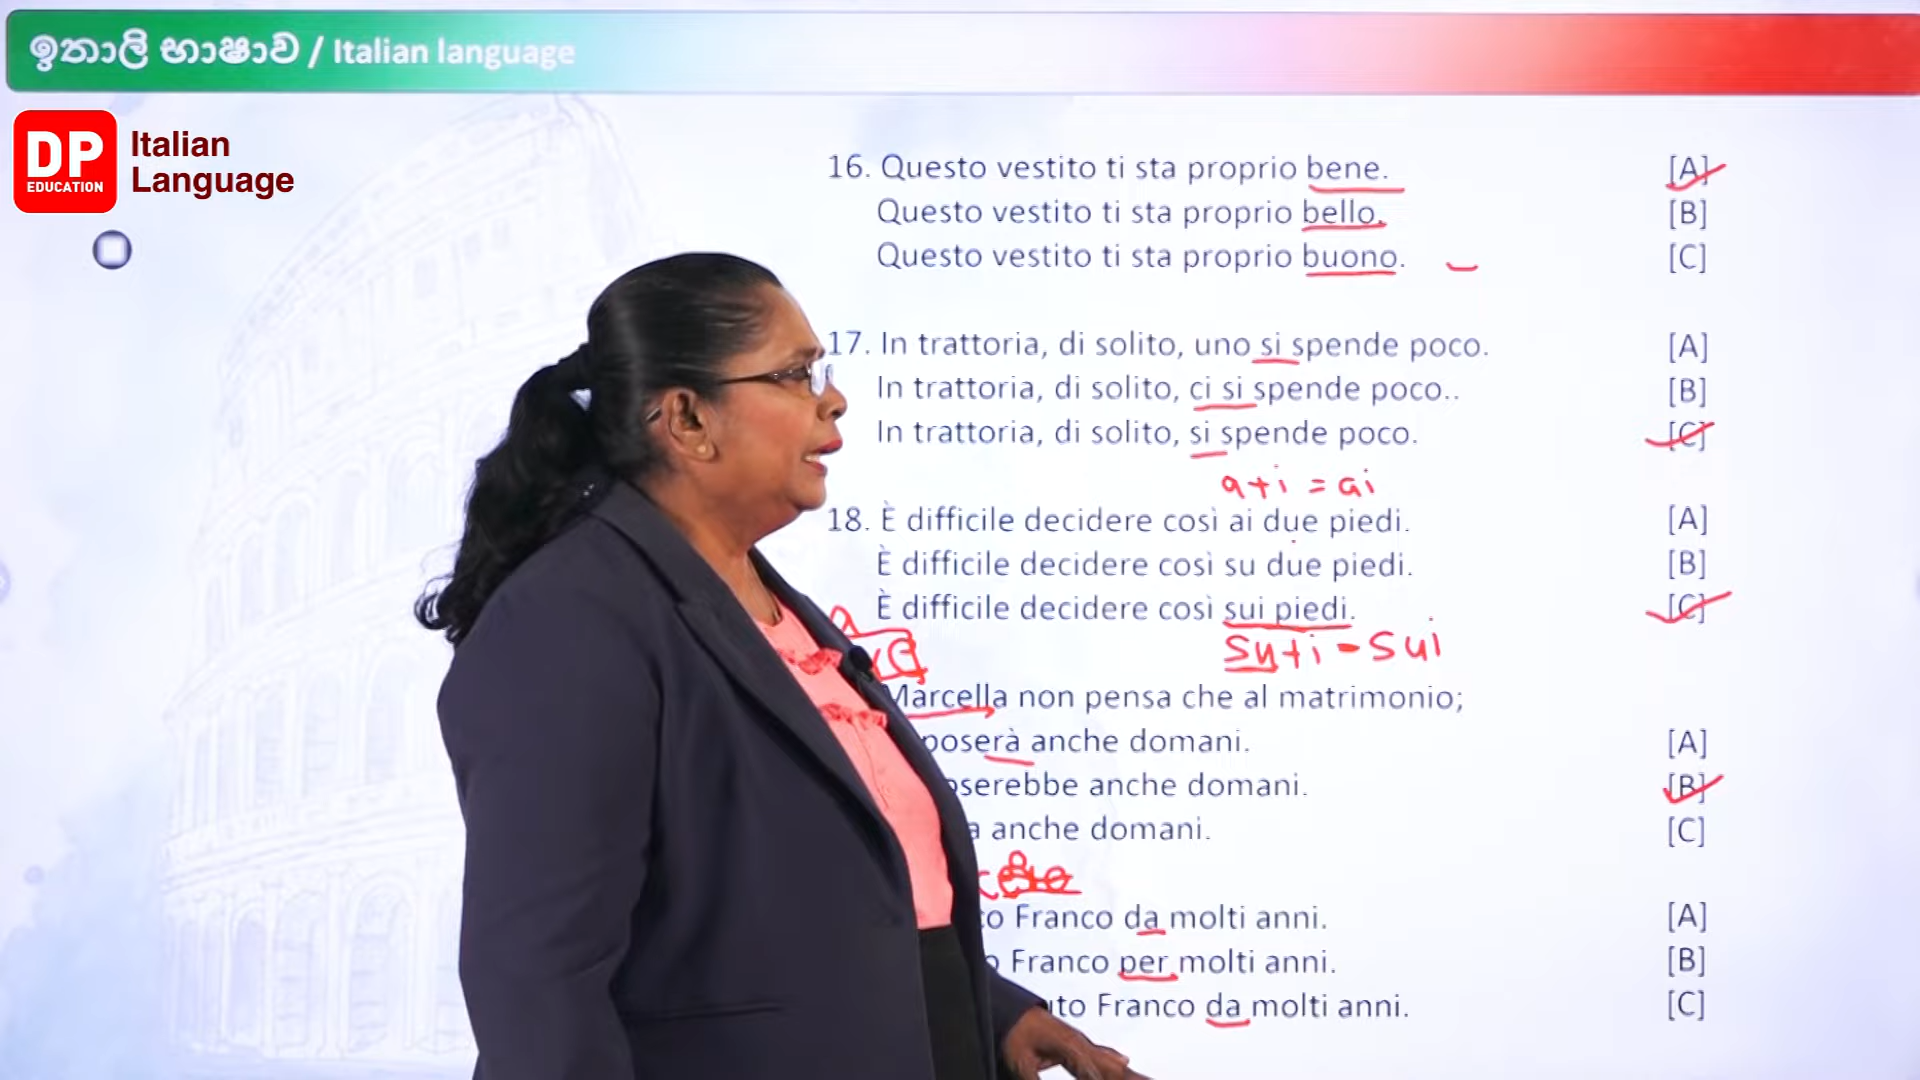 ඉතාලි භාෂාව / Italian language
DP
EDUCATION
Italian
Language
16. Questo vestito ti sta proprio bene. [A]
Questo vestito ti sta proprio bello. [B]
Questo vestito ti sta proprio buono. [C]
17. In trattoria, di solito, uno si spende poco. [A]
In trattoria, di solito, ci si spende poco.. [B]
In trattoria, di solito, si spende poco. [C]
a+i = ai
18. È difficile decidere così ai due piedi. [A]
È difficile decidere così su due piedi. [B]
È difficile decidere così sui piedi. [C]
su+i = sui
Marcella non pensa che al matrimonio;
anche domani. [A]
anche domani. [B]
anche domani. [C]
Franco da molti anni. [A]
Franco per molti anni. [B]
Franco da molti anni. [C]